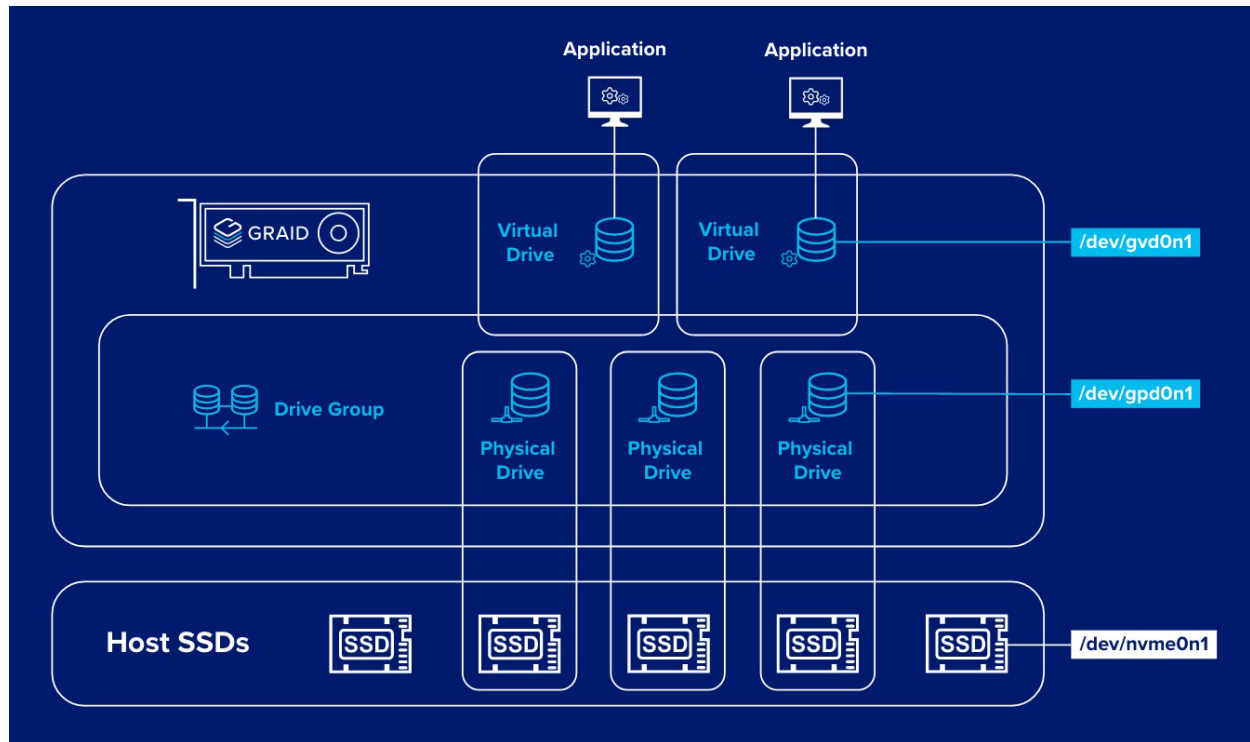 Application
Application
GRAID
Virtual
Drive
Virtual
Drive
/dev/gvd0n1
Drive Group
Physical
Drive
Physical
Drive
Physical
Drive
/dev/gpd0n1
Host SSDs
SSD
SSD
SSD
SSD
SSD
/dev/nvme0n1